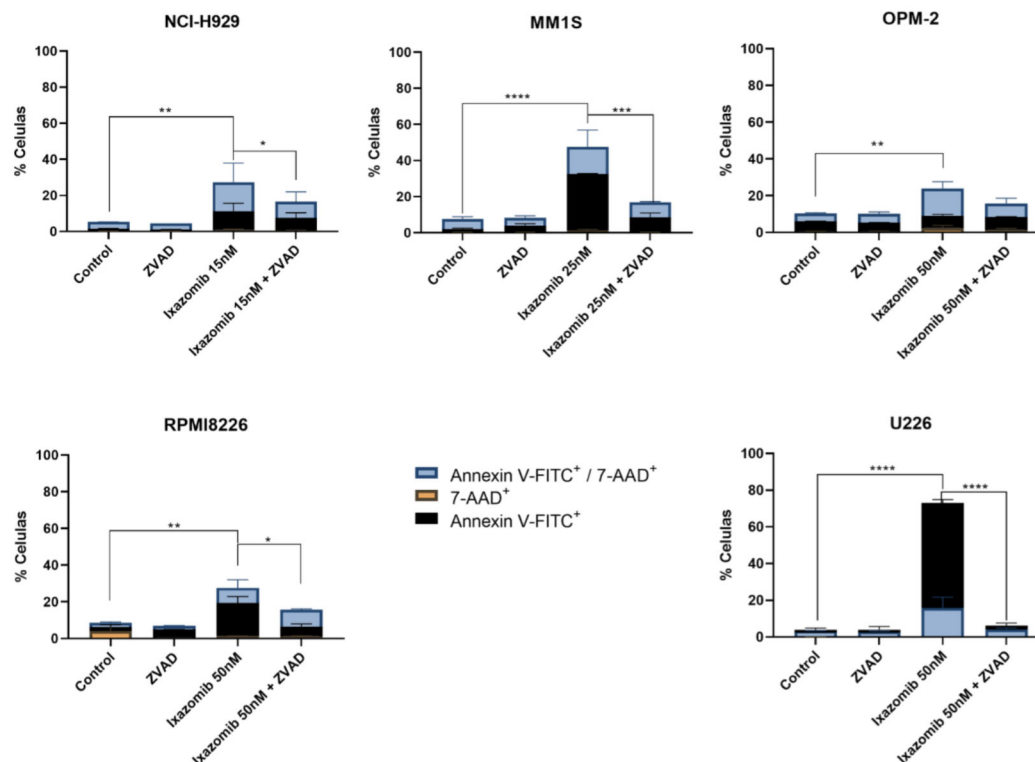 NCI-H929
100
80
60
40
20
0
% Celulas
**
*
Control
ZVAD
Ixazomib 15nM
Ixazomib 15nM + ZVAD
MM1S
100
80
60
40
20
0
% Celulas
****
***
Control
ZVAD
Ixazomib 25nM
Ixazomib 25nM + ZVAD
OPM-2
100
80
60
40
20
0
% Celulas
**
Control
ZVAD
Ixazomib 50nM
Ixazomib 50nM + ZVAD
RPMI8226
100
80
60
40
20
0
% Celulas
**
*
Control
ZVAD
Ixazomib 50nM
Ixazomib 50nM + ZVAD
Annexin V-FITC⁺ / 7-AAD⁺
7-AAD⁺
Annexin V-FITC⁺
U226
100
80
60
40
20
0
% Celulas
****
****
Control
ZVAD
Ixazomib 50nM
Ixazomib 50nM + ZVAD